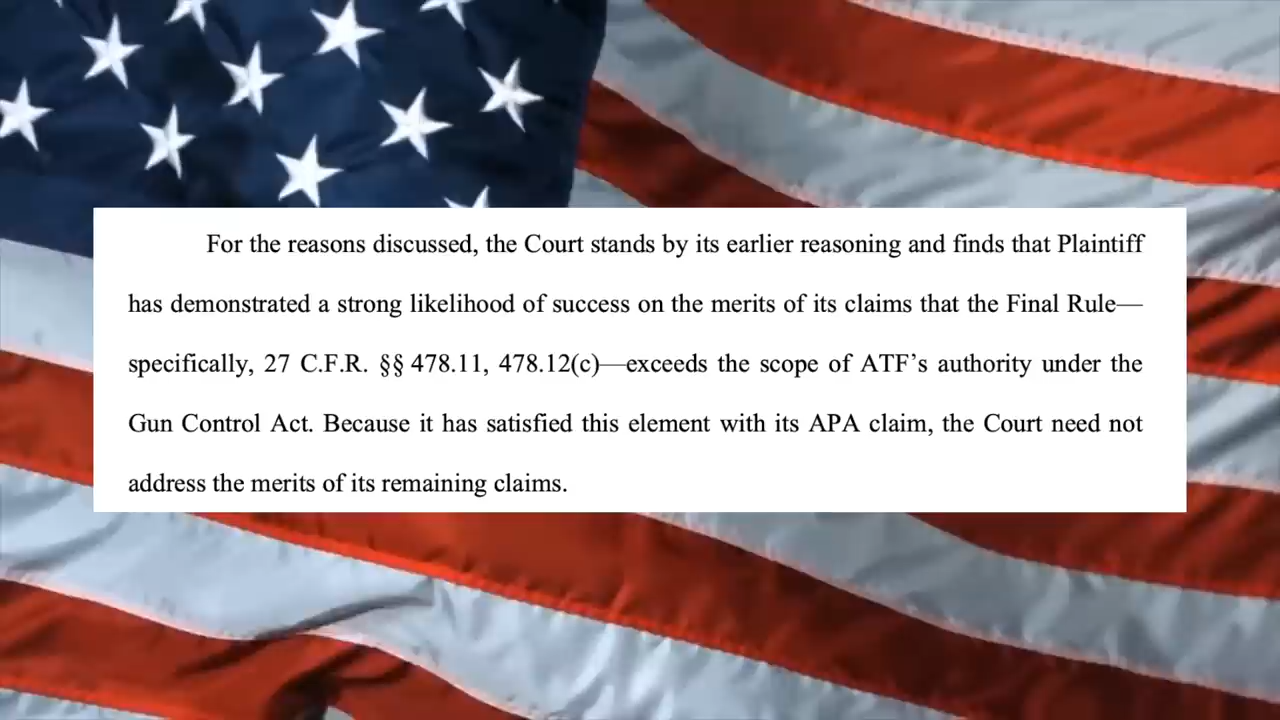 For the reasons discussed, the Court stands by its earlier reasoning and finds that Plaintiff
has demonstrated a strong likelihood of success on the merits of its claims that the Final Rule—
specifically, 27 C.F.R. §§ 478.11, 478.12(c)—exceeds the scope of ATF’s authority under the
Gun Control Act. Because it has satisfied this element with its APA claim, the Court need not
address the merits of its remaining claims.